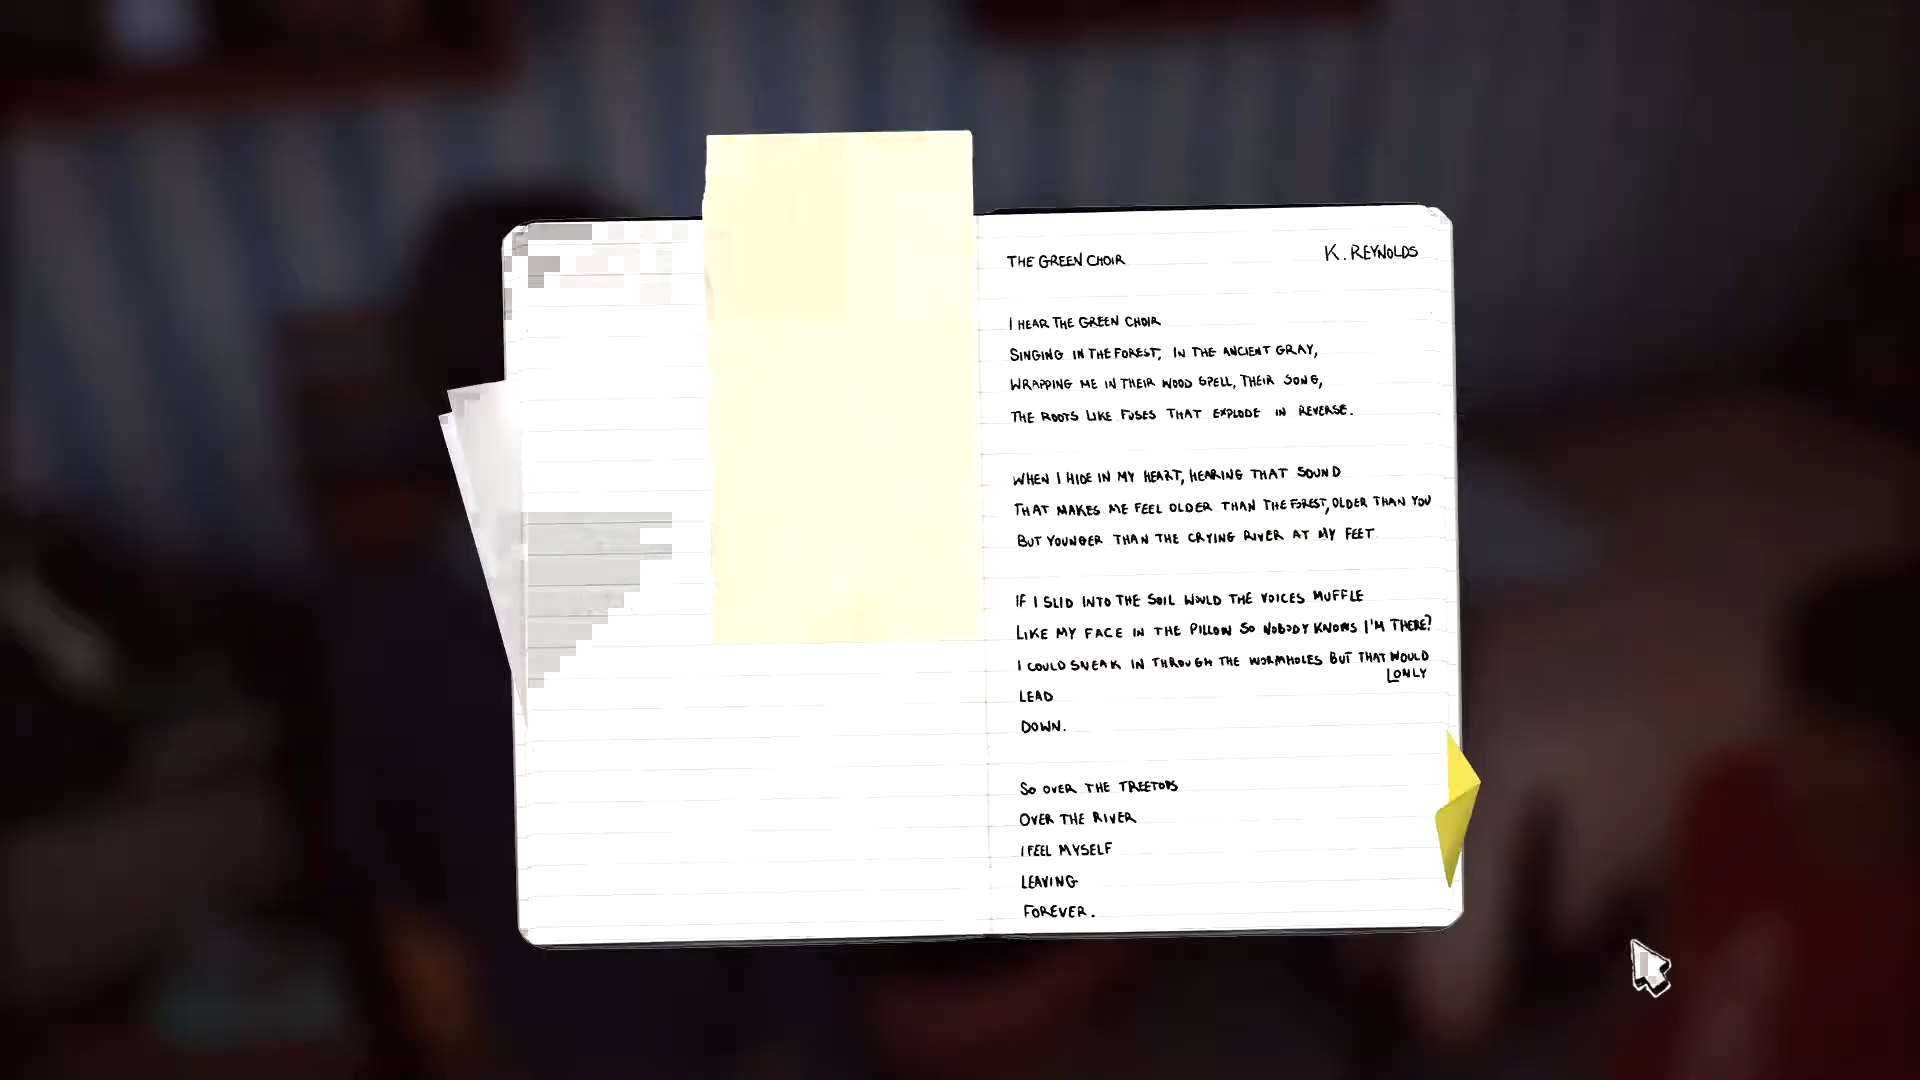 THE GREEN CHOIR
K. REYNOLDS
I HEAR THE GREEN CHOIR
SINGING IN THE FOREST, IN THE ANCIENT GRAY,
WRAPPING ME IN THEIR WOOD SPELL, THEIR SONG,
THE ROOTS LIKE FUSES THAT EXPLODE IN REVERSE.
WHEN I HIDE IN MY HEART, HEARING THAT SOUND
THAT MAKES ME FEEL OLDER THAN THE FOREST, OLDER THAN YOU
BUT YOUNGER THAN THE CRYING RIVER AT MY FEET.
IF I SLID INTO THE SOIL WOULD THE VOICES MUFFLE
LIKE MY FACE IN THE PILLOW SO NOBODY KNOWS I'M THERE?
I COULD SNEAK IN THROUGH THE WORMHOLES BUT THAT WOULD
LONLY
LEAD
DOWN.
SO OVER THE TREETOPS
OVER THE RIVER
I FEEL MYSELF
LEAVING
FOREVER.